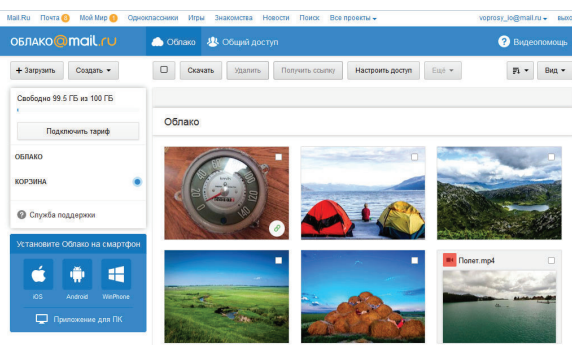 Mail.Ru Почта Мой Мир Одноклассники Игры Знакомства Новости Поиск Все проекты voprosy_io@mail.ru выхо
ОБЛАКО@mail.ru Облако Общий доступ ? Видеопомощь
+ Загрузить Создать Скачать Удалить Получить ссылку Настроить доступ Ещё Вид
Свободно 99.5 ГБ из 100 ГБ
Подключить тариф
Облако
ОБЛАКО
КОРЗИНА
? Служба поддержки
Установите Облако на смартфон
iOS Android WinPhone
Приложение для ПК
Полет.mp4